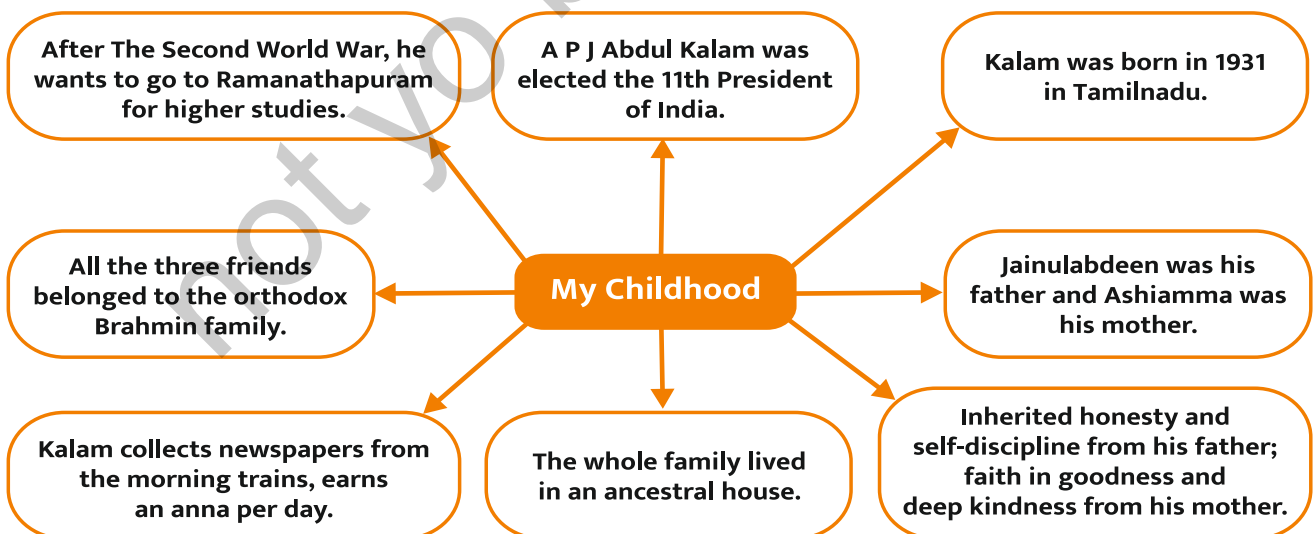 After The Second World War, he
wants to go to Ramanathapuram
for higher studies.
A P J Abdul Kalam was
elected the 11th President
of India.
Kalam was born in 1931
in Tamilnadu.
All the three friends
belonged to the orthodox
Brahmin family.
My Childhood
Jainulabdeen was his
father and Ashiamma was
his mother.
Kalam collects newspapers from
the morning trains, earns
an anna per day.
The whole family lived
in an ancestral house.
Inherited honesty and
self-discipline from his father;
faith in goodness and
deep kindness from his mother.
not yo